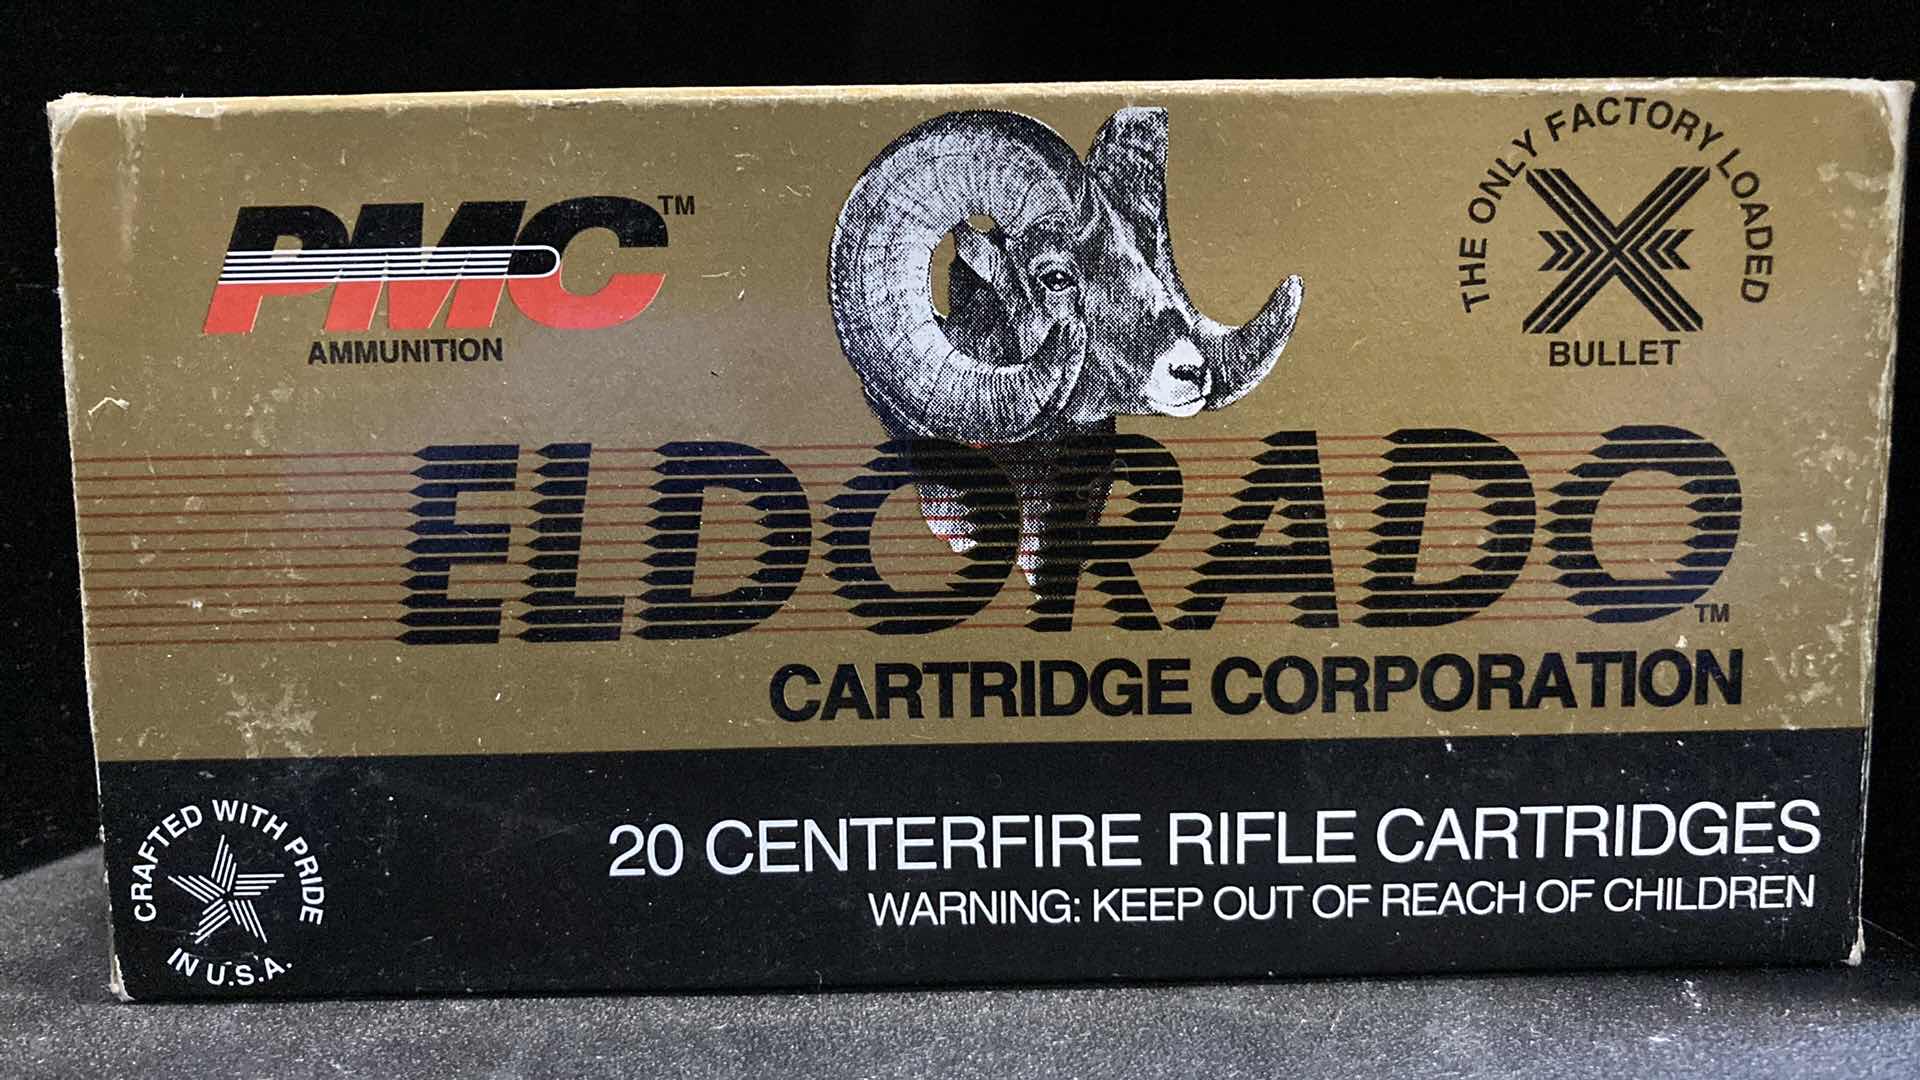 PMC™
AMMUNITION
THE ONLY FACTORY LOADED
X
BULLET
ELDORADO™
CARTRIDGE CORPORATION
CRAFTED WITH PRIDE
IN U.S.A.
20 CENTERFIRE RIFLE CARTRIDGES
WARNING: KEEP OUT OF REACH OF CHILDREN